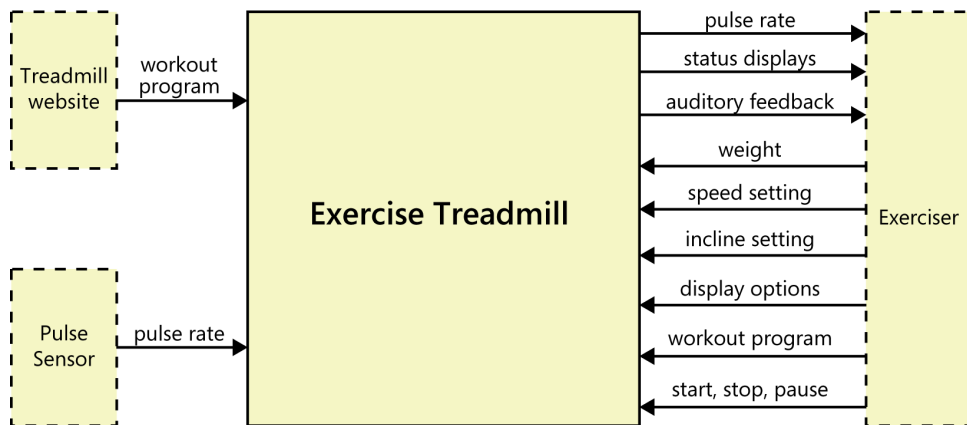 Treadmill
website
workout
program
Pulse
Sensor
pulse rate
Exercise Treadmill
pulse rate
status displays
auditory feedback
weight
speed setting
incline setting
display options
workout program
start, stop, pause
Exerciser